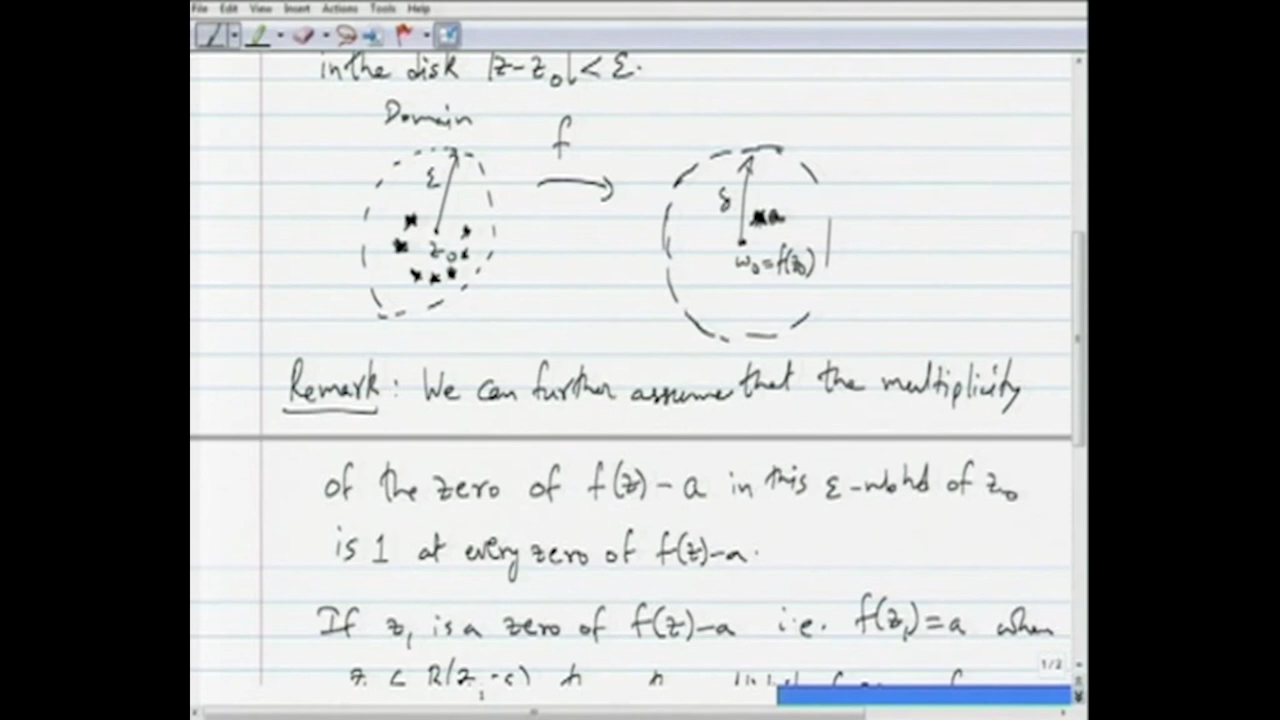 File Edit View Insert Actions Tools Help
in the disk |z-z₀| < ε.
Domain
f
ε
δ
a
z₀
w₀=f(z₀)
Remark: We can further assume that the multiplicity
of the zero of f(z)-a in this ε-nbhd of z₀
is 1 at every zero of f(z)-a.
If z₁ is a zero of f(z)-a i.e. f(z₁)=a when
1/2